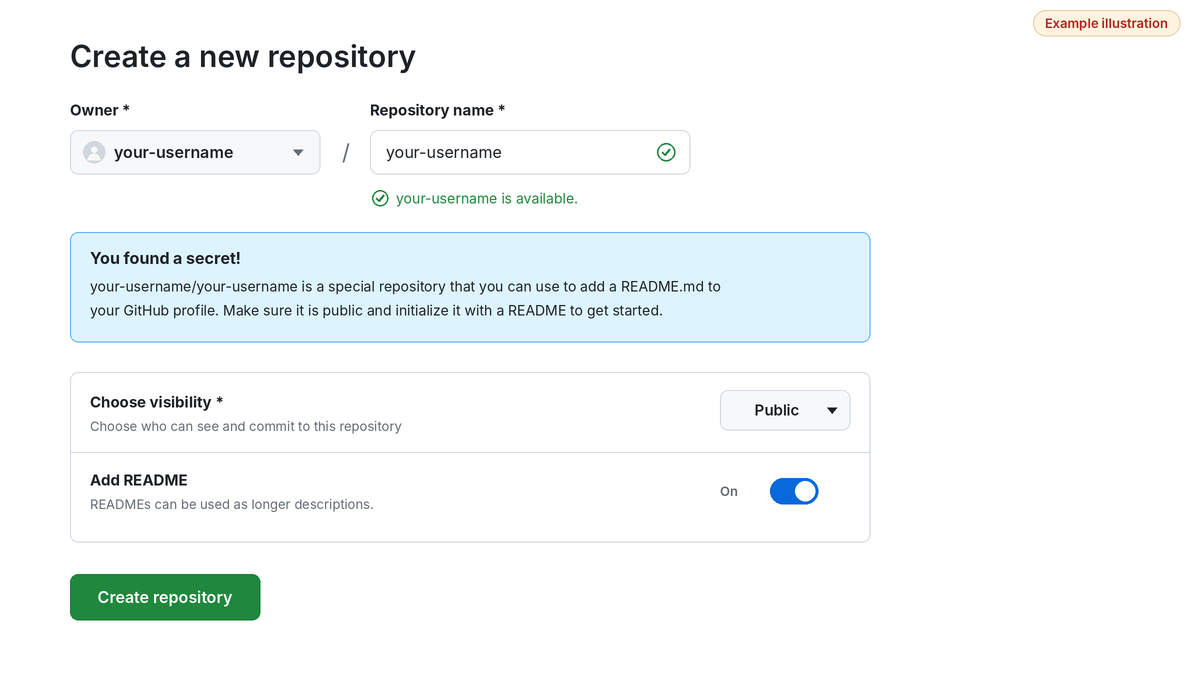 Example illustration
Create a new repository
Owner *
Repository name *
your-username
/
your-username
your-username is available.
You found a secret!
your-username/your-username is a special repository that you can use to add a README.md to
your GitHub profile. Make sure it is public and initialize it with a README to get started.
Choose visibility *
Choose who can see and commit to this repository
Public
Add README
READMEs can be used as longer descriptions.
On
Create repository